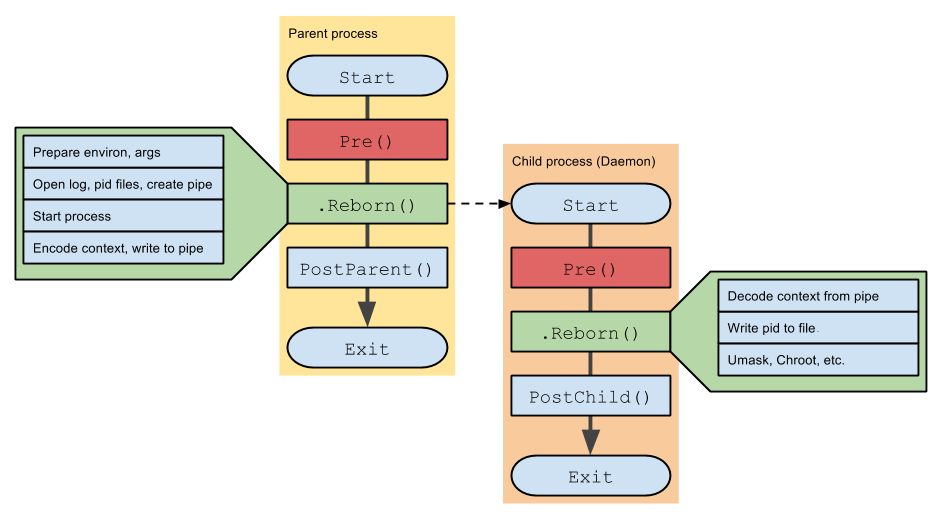 Parent process
Start
Pre()
.Reborn()
PostParent()
Exit
Prepare environ, args
Open log, pid files, create pipe
Start process
Encode context, write to pipe
Child process (Daemon)
Start
Pre()
.Reborn()
PostChild()
Exit
Decode context from pipe
Write pid to file.
Umask, Chroot, etc.